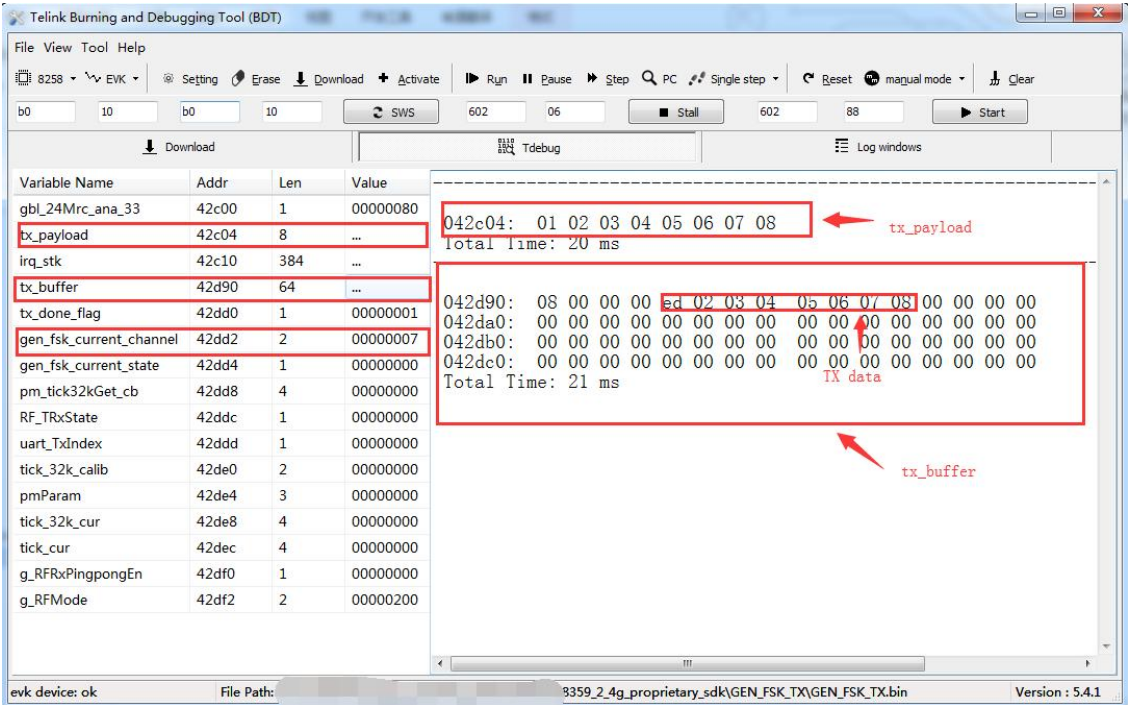 Telink Burning and Debugging Tool (BDT)
File View Tool Help
8258 EVK Setting Erase Download Activate Run Pause Step PC Single step Reset manual mode Clear
b0 10 b0 10 SWS 602 06 Stall 602 88 Start
Download Tdebug Log windows
Variable Name Addr Len Value
gbl_24Mrc_ana_33 42c00 1 00000080
tx_payload 42c04 8 ...
irq_stk 42c10 384 ...
tx_buffer 42d90 64 ...
tx_done_flag 42dd0 1 00000001
gen_fsk_current_channel 42dd2 2 00000007
gen_fsk_current_state 42dd4 1 00000000
pm_tick32kGet_cb 42dd8 4 00000000
RF_TRxState 42ddc 1 00000000
uart_TxIndex 42ddd 1 00000000
tick_32k_calib 42de0 2 00000000
pmParam 42de4 3 00000000
tick_32k_cur 42de8 4 00000000
tick_cur 42dec 4 00000000
g_RFRxPingpongEn 42df0 1 00000000
g_RFMode 42df2 2 00000200
042c04: 01 02 03 04 05 06 07 08
tx_payload
Total Time: 20 ms
042d90: 08 00 00 00 ed 02 03 04 05 06 07 08 00 00 00 00
042da0: 00 00 00 00 00 00 00 00 00 00 00 00 00 00 00 00
042db0: 00 00 00 00 00 00 00 00 00 00 00 00 00 00 00 00
042dc0: 00 00 00 00 00 00 00 00 00 00 00 00 00 00 00 00
Total Time: 21 ms
TX data
tx_buffer
evk device: ok File Path: 8359_2_4g_proprietary_sdk\GEN_FSK_TX\GEN_FSK_TX.bin Version : 5.4.1